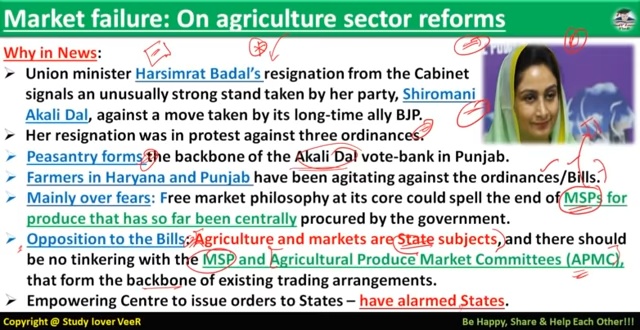 Market failure: On agriculture sector reforms
Why in News:
➢ Union minister Harsimrat Badal's resignation from the Cabinet
signals an unusually strong stand taken by her party, Shiromani
Akali Dal, against a move taken by its long-time ally BJP.
➢ Her resignation was in protest against three ordinances.
➢ Peasantry forms the backbone of the Akali Dal vote-bank in Punjab.
➢ Farmers in Haryana and Punjab have been agitating against the ordinances/Bills.
➢ Mainly over fears: Free market philosophy at its core could spell the end of MSPs for
produce that has so far been centrally procured by the government.
➢ Opposition to the Bills: Agriculture and markets are State subjects, and there should
be no tinkering with the MSP and Agricultural Produce Market Committees (APMC),
that form the backbone of existing trading arrangements.
➢ Empowering Centre to issue orders to States – have alarmed States.
Copyright @ Study lover VeeR
Be Happy, Share & Help Each Other!!!